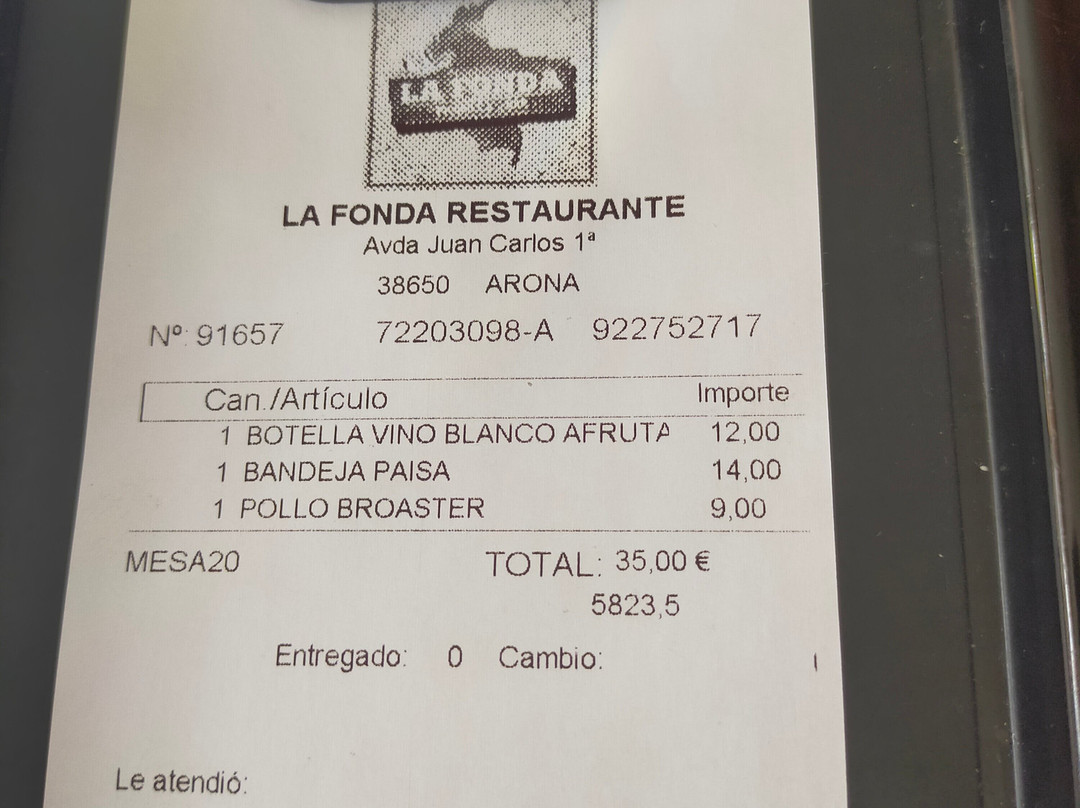 LA FONDA
LA FONDA RESTAURANTE
Avda Juan Carlos 1ª
38650 ARONA
Nº: 91657 72203098-A 922752717
Can./Artículo Importe
1 BOTELLA VINO BLANCO AFRUTA 12,00
1 BANDEJA PAISA 14,00
1 POLLO BROASTER 9,00
MESA20 TOTAL: 35,00 €
5823,5
Entregado: 0 Cambio:
Le atendió: